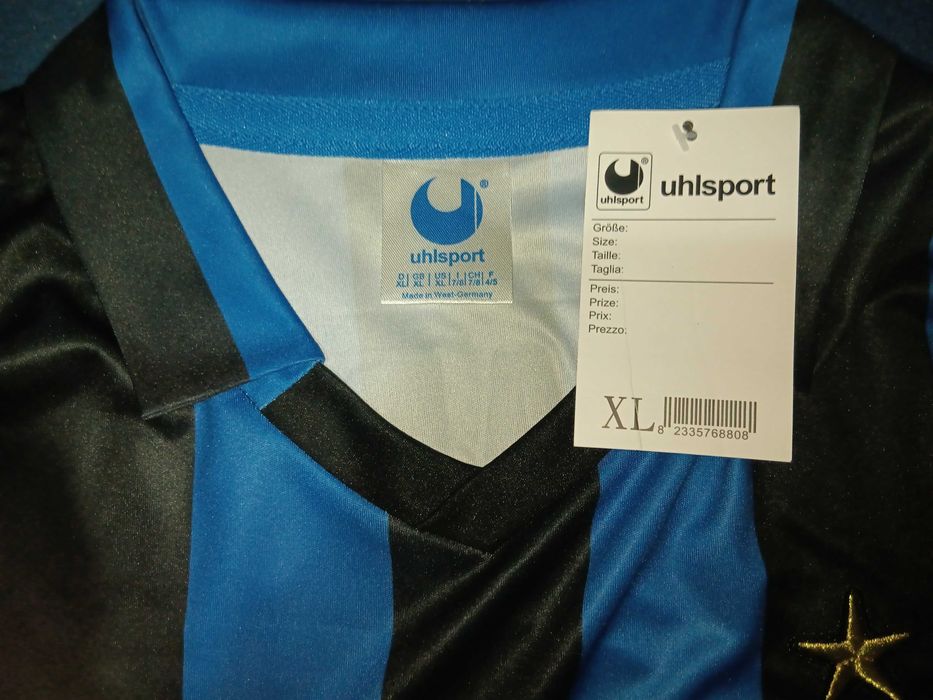 ®
uhlsport
D| GB | US | I |CH| F
XL| XL | XL |7/8|7/8|4/5
Made in West-Germany
®
uhlsport
uhlsport
Größe:
Size:
Taille:
Taglia:
Preis:
Prize:
Prix:
Prezzo:
XL
8 2335768808